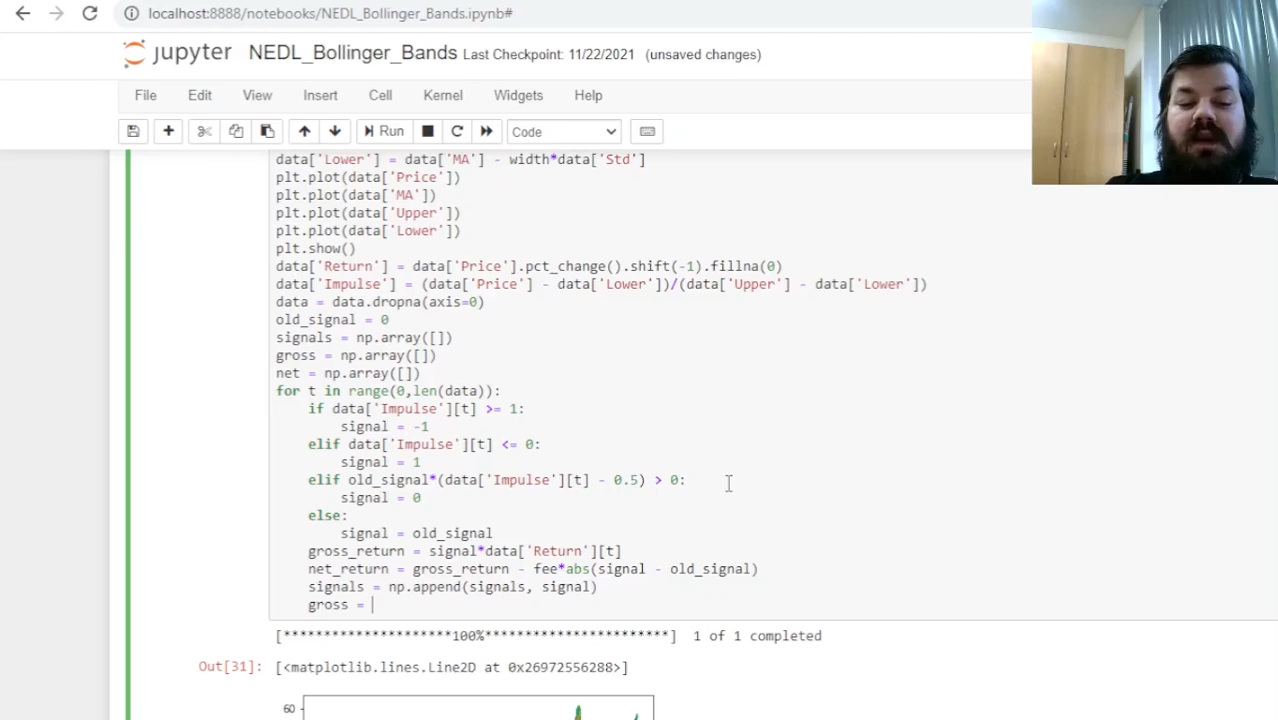 localhost:8888/notebooks/NEDL_Bollinger_Bands.ipynb#
jupyter NEDL_Bollinger_Bands Last Checkpoint: 11/22/2021 (unsaved changes)
File Edit View Insert Cell Kernel Widgets Help
Run Code
data['Lower'] = data['MA'] - width*data['Std']
plt.plot(data['Price'])
plt.plot(data['MA'])
plt.plot(data['Upper'])
plt.plot(data['Lower'])
plt.show()
data['Return'] = data['Price'].pct_change().shift(-1).fillna(0)
data['Impulse'] = (data['Price'] - data['Lower'])/(data['Upper'] - data['Lower'])
data = data.dropna(axis=0)
old_signal = 0
signals = np.array([])
gross = np.array([])
net = np.array([])
for t in range(0,len(data)):
    if data['Impulse'][t] >= 1:
        signal = -1
    elif data['Impulse'][t] <= 0:
        signal = 1
    elif old_signal*(data['Impulse'][t] - 0.5) > 0:
        signal = 0
    else:
        signal = old_signal
    gross_return = signal*data['Return'][t]
    net_return = gross_return - fee*abs(signal - old_signal)
    signals = np.append(signals, signal)
    gross =
[**********************100%***********************] 1 of 1 completed
Out[31]: [<matplotlib.lines.Line2D at 0x26972556288>]
60